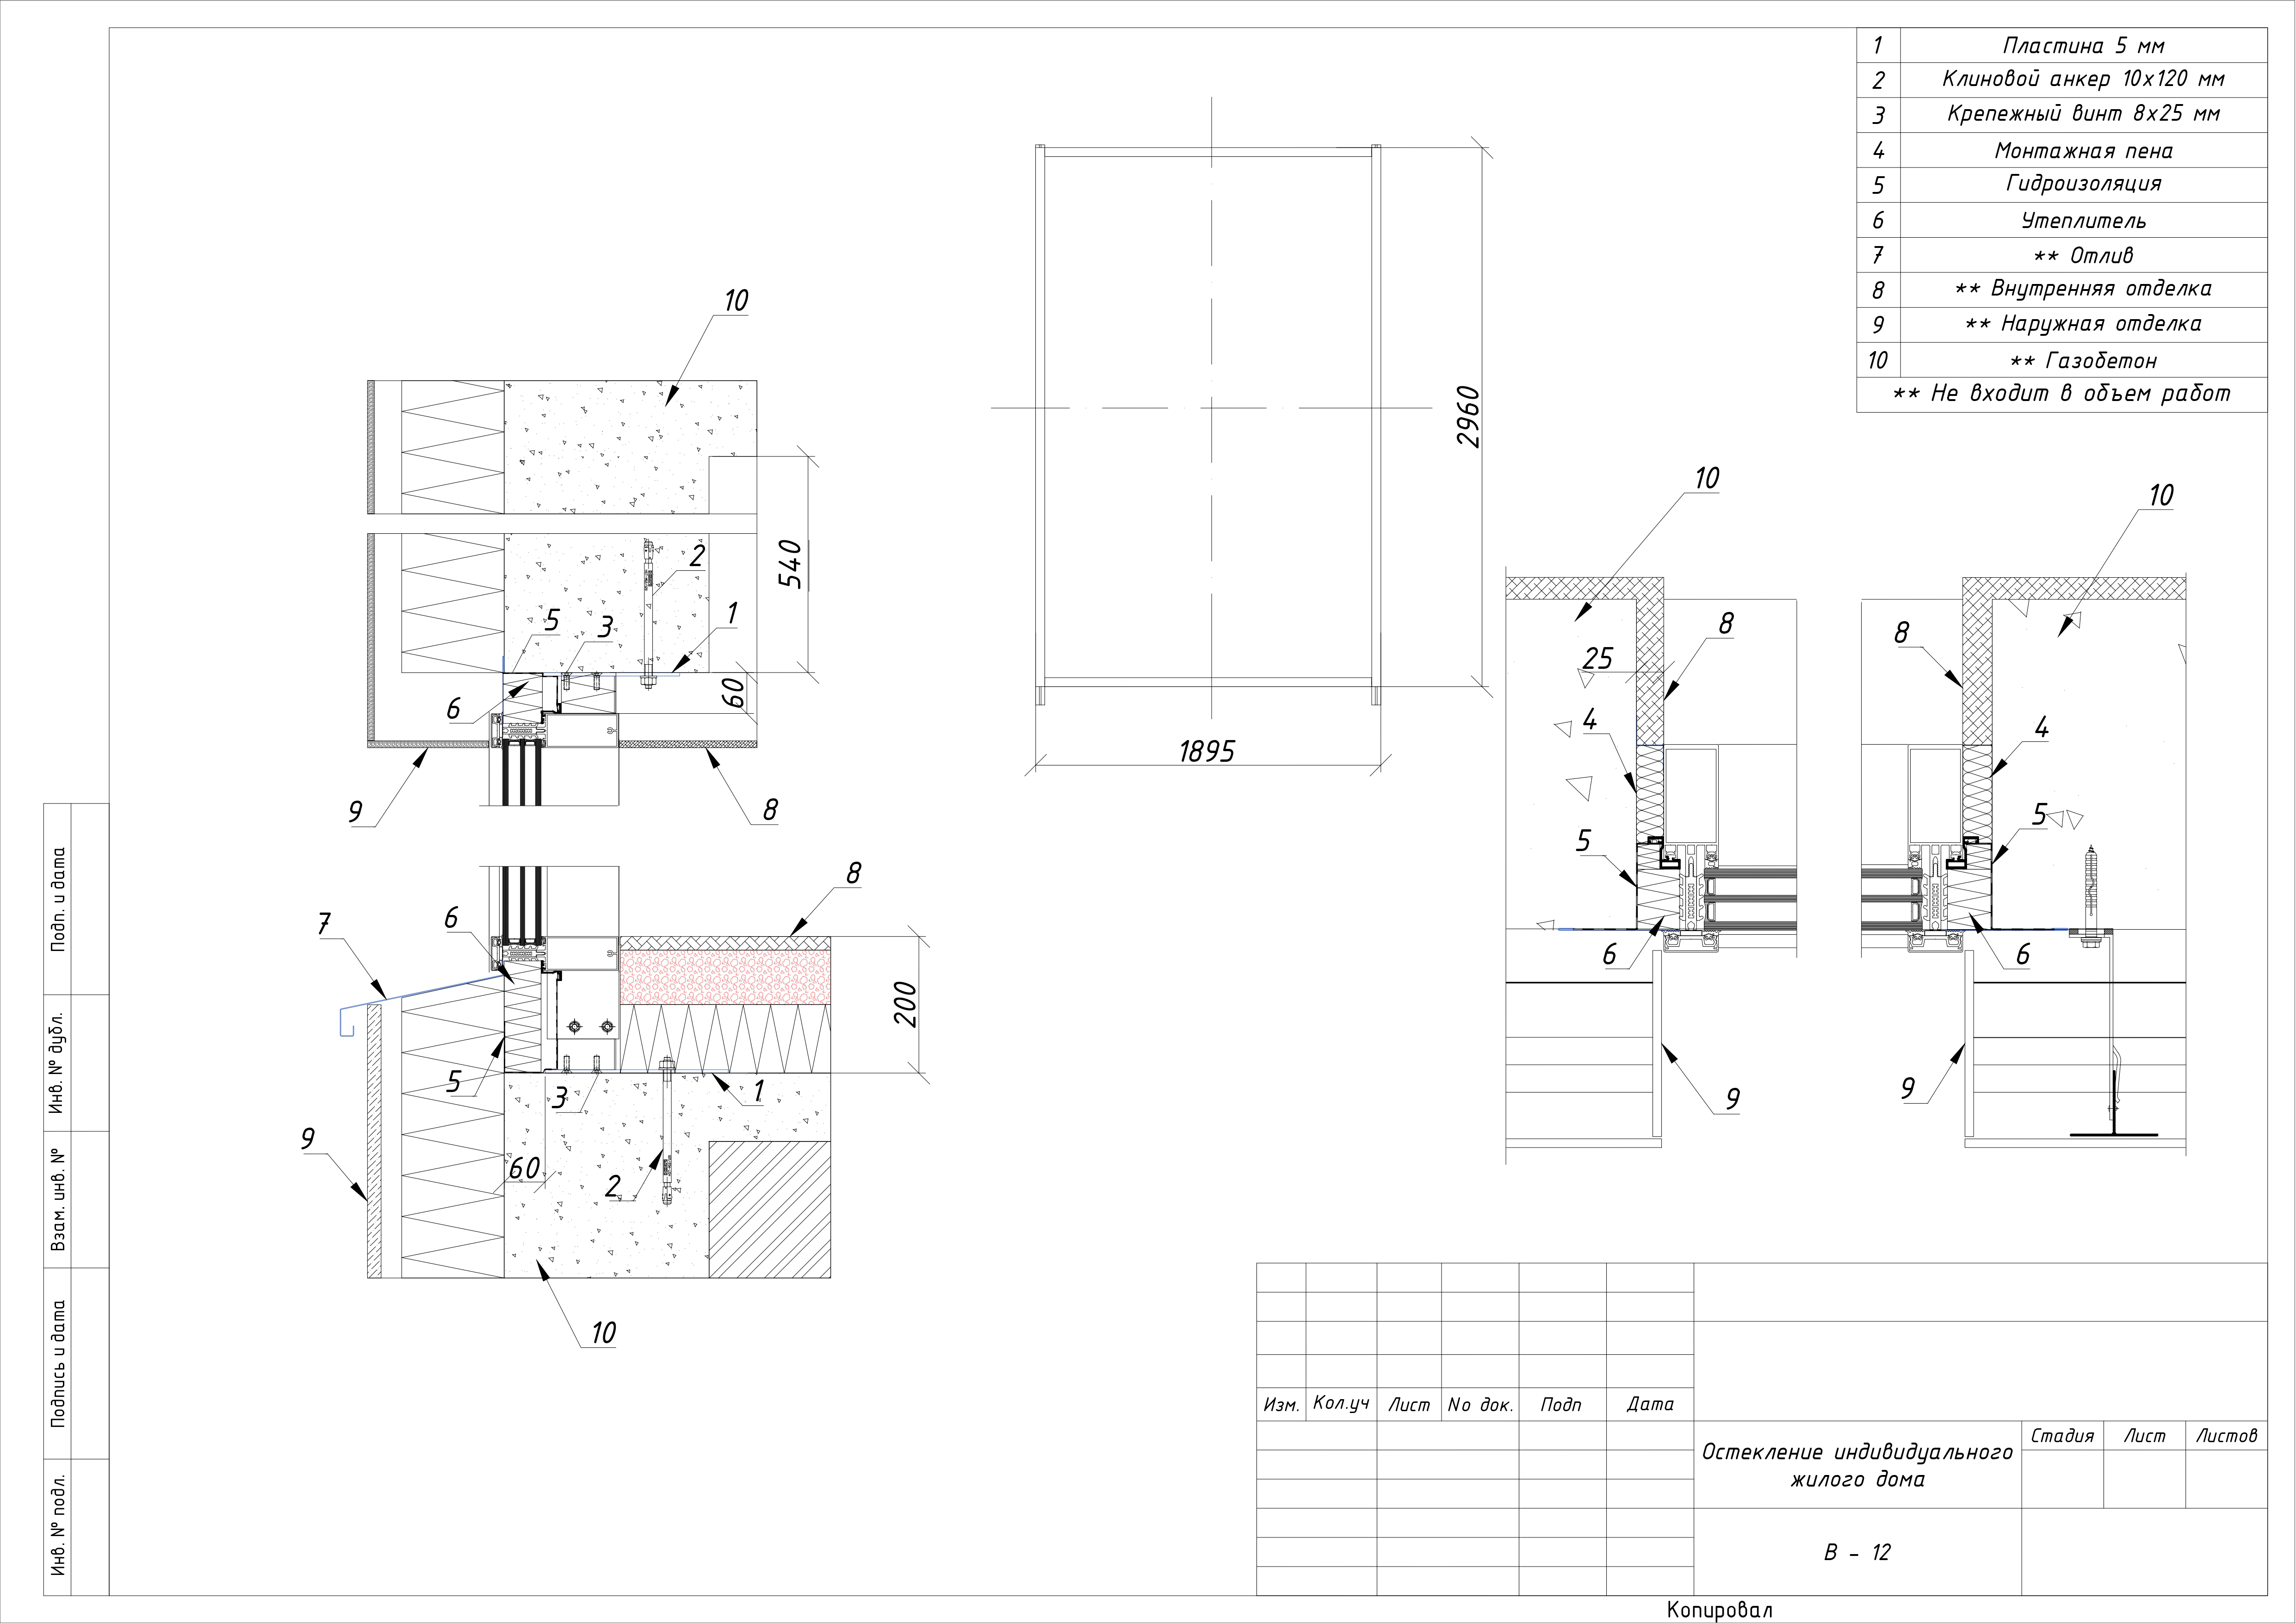 1 Пластина 5 мм
2 Клиновой анкер 10х120 мм
3 Крепежный винт 8х25 мм
4 Монтажная пена
5 Гидроизоляция
6 Утеплитель
7 ** Отлив
8 ** Внутренняя отделка
9 ** Наружная отделка
10 ** Газобетон
** Не входит в объем работ
10
2
540
5
3
1
6
60
9
8
2960
1895
10
10
8
8
25
4
4
5
5
6
6
9
9
8
7
6
200
5
3
1
9
60
2
10
Подп. и дата
Инв. № дубл.
Взам. инв. №
Подпись и дата
Инв. № подл.
Изм. Кол.уч Лист No док. Подп Дата
Остекление индивидуального
жилого дома
Стадия Лист Листов
В - 12
Копировал